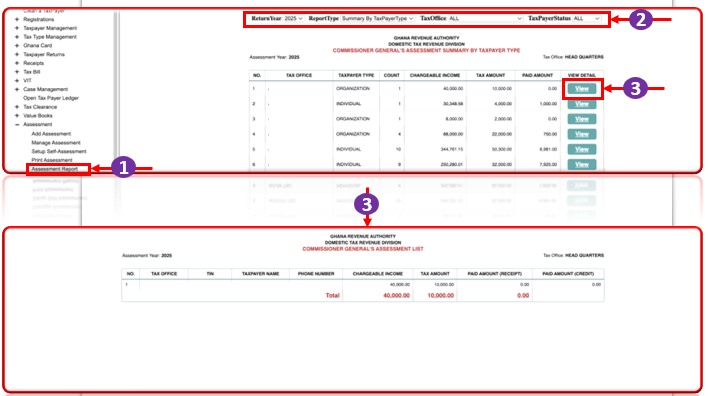 Clean a TaxPayer
+ Registrations
+ Taxpayer Management
+ Tax Type Management
+ Ghana Card
+ Taxpayer Returns
+ Receipts
+ Tax Bill
+ VIT
+ Case Management
Open Tax Payer Ledger
+ Tax Clearance
+ Value Books
− Assessment
Add Assessment
Manage Assessment
Setup Self-Assessment
Print Assessment
Assessment Report
1
ReturnYear 2025 ReportType Summary By TaxPayerType TaxOffice ALL TaxPayerStatus ALL
2
GHANA REVENUE AUTHORITY
DOMESTIC TAX REVENUE DIVISION
COMMISSIONER GENERAL'S ASSESSMENT SUMMARY BY TAXPAYER TYPE
Assessment Year: 2025 Tax Office: HEAD QUARTERS
NO. TAX OFFICE TAXPAYER TYPE COUNT CHARGEABLE INCOME TAX AMOUNT PAID AMOUNT VIEW DETAIL
1 . ORGANIZATION 1 40,000.00 10,000.00 0.00 View
3
2 . INDIVIDUAL 1 30,348.56 4,000.00 1,000.00 View
3 . ORGANIZATION 1 8,000.00 2,000.00 0.00 View
4 . ORGANIZATION 4 88,000.00 22,000.00 750.00 View
5 . INDIVIDUAL 10 344,761.15 50,300.00 6,981.00 View
6 . INDIVIDUAL 8 250,280.01 32,000.00 7,925.00 View
3
GHANA REVENUE AUTHORITY
DOMESTIC TAX REVENUE DIVISION
COMMISSIONER GENERAL'S ASSESSMENT LIST
Assessment Year: 2025 Tax Office: HEAD QUARTERS
NO. TAX OFFICE TIN TAXPAYER NAME PHONE NUMBER CHARGEABLE INCOME TAX AMOUNT PAID AMOUNT (RECEIPT) PAID AMOUNT (CREDIT)
1 40,000.00 10,000.00 0.00 0.00
Total 40,000.00 10,000.00 0.00